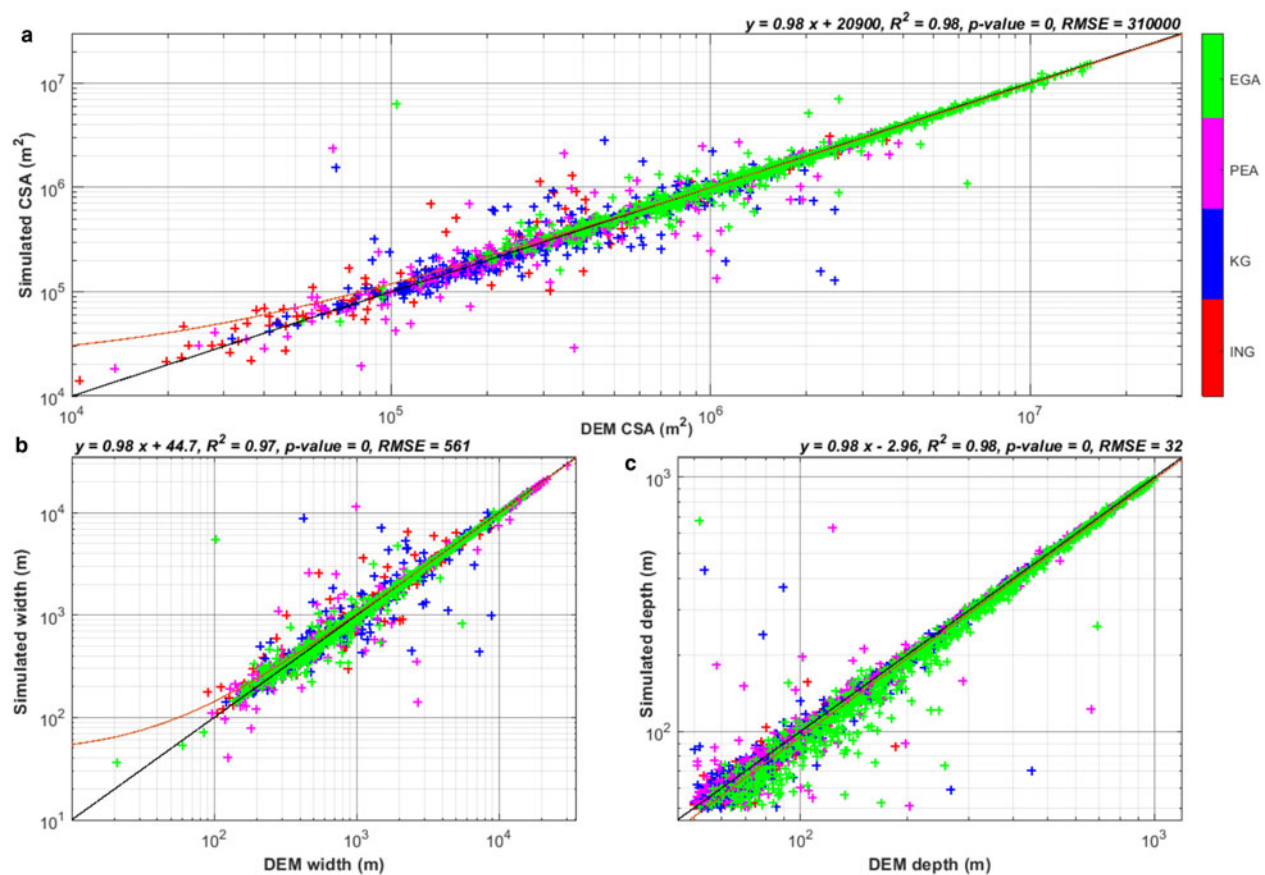 a
y = 0.98 x + 20900, R² = 0.98, p-value = 0, RMSE = 310000
Simulated CSA (m²)
10⁷
10⁶
10⁵
10⁴
10⁴
10⁵
10⁶
10⁷
DEM CSA (m²)
EGA
PEA
KG
ING
b
y = 0.98 x + 44.7, R² = 0.97, p-value = 0, RMSE = 561
Simulated width (m)
10⁴
10³
10²
10¹
10²
10³
10⁴
DEM width (m)
c
y = 0.98 x - 2.96, R² = 0.98, p-value = 0, RMSE = 32
Simulated depth (m)
10³
10²
10²
10³
DEM depth (m)